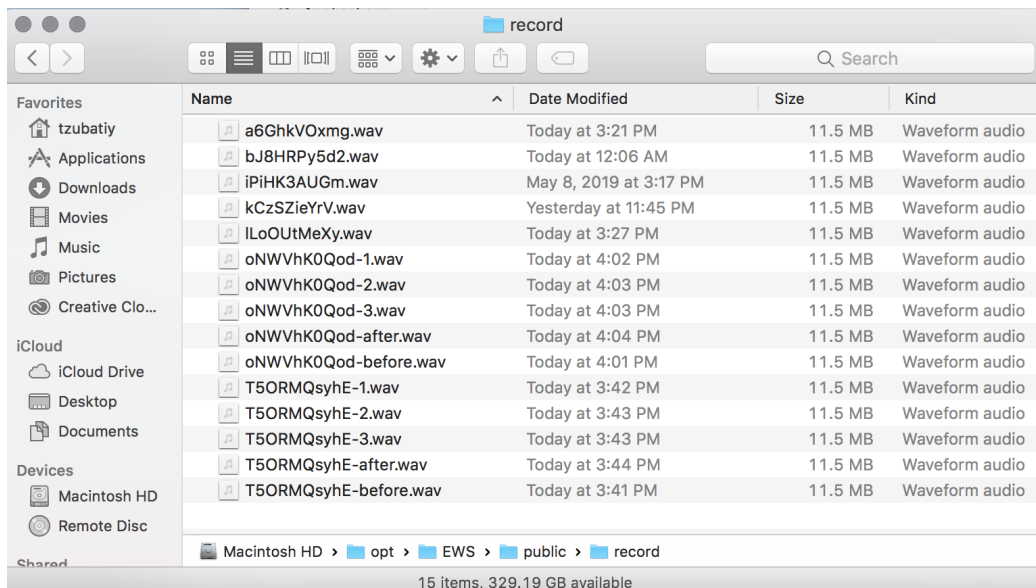 record
Search
Favorites
tzubatiy
Applications
Downloads
Movies
Music
Pictures
Creative Clo...
iCloud
iCloud Drive
Desktop
Documents
Devices
Macintosh HD
Remote Disc
Shared
Name Date Modified Size Kind
a6GhkVOxmg.wav Today at 3:21 PM 11.5 MB Waveform audio
bJ8HRPy5d2.wav Today at 12:06 AM 11.5 MB Waveform audio
iPiHK3AUGm.wav May 8, 2019 at 3:17 PM 11.5 MB Waveform audio
kCzSZieYrV.wav Yesterday at 11:45 PM 11.5 MB Waveform audio
lLoOUtMeXy.wav Today at 3:27 PM 11.5 MB Waveform audio
oNWVhK0Qod-1.wav Today at 4:02 PM 11.5 MB Waveform audio
oNWVhK0Qod-2.wav Today at 4:03 PM 11.5 MB Waveform audio
oNWVhK0Qod-3.wav Today at 4:03 PM 11.5 MB Waveform audio
oNWVhK0Qod-after.wav Today at 4:04 PM 11.5 MB Waveform audio
oNWVhK0Qod-before.wav Today at 4:01 PM 11.5 MB Waveform audio
T5ORMQsyhE-1.wav Today at 3:42 PM 11.5 MB Waveform audio
T5ORMQsyhE-2.wav Today at 3:43 PM 11.5 MB Waveform audio
T5ORMQsyhE-3.wav Today at 3:43 PM 11.5 MB Waveform audio
T5ORMQsyhE-after.wav Today at 3:44 PM 11.5 MB Waveform audio
T5ORMQsyhE-before.wav Today at 3:41 PM 11.5 MB Waveform audio
Macintosh HD › opt › EWS › public › record
15 items, 329.19 GB available